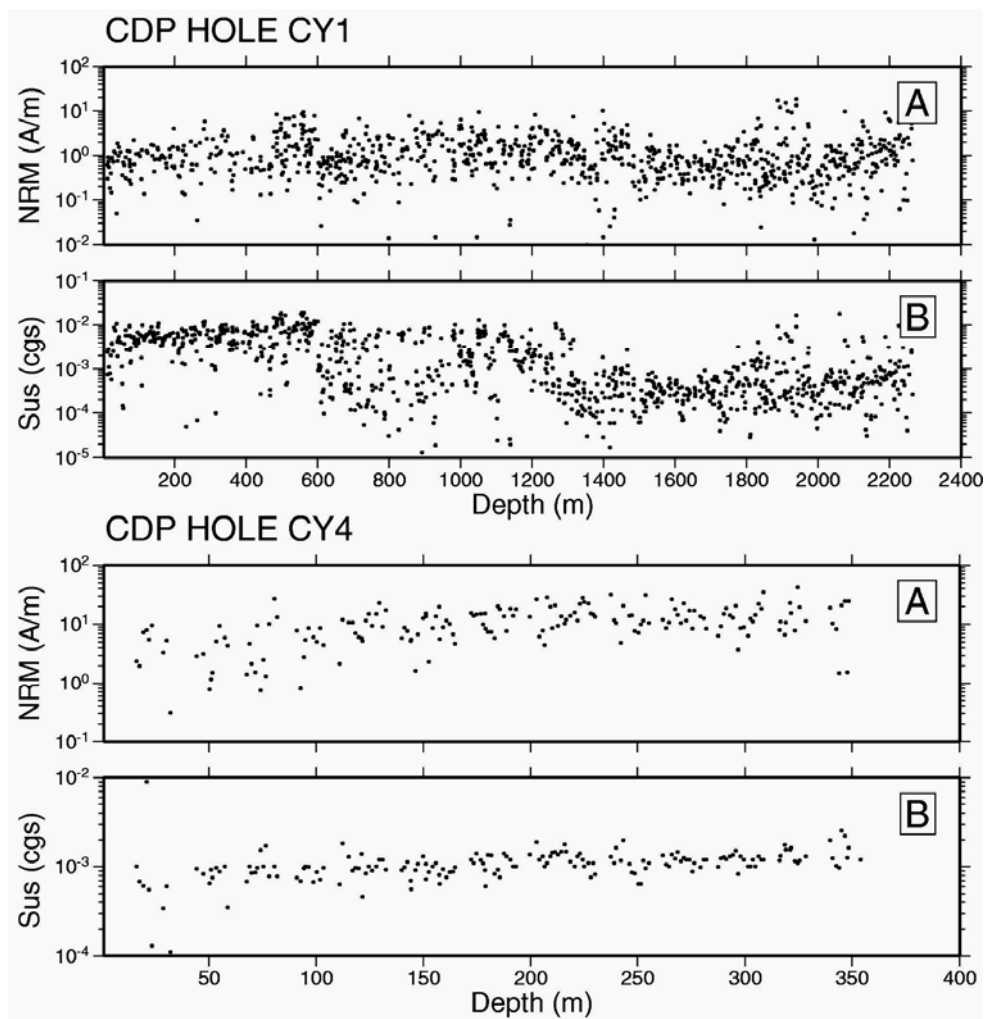 CDP HOLE CY1
NRM (A/m)
10² 10¹ 10⁰ 10⁻¹ 10⁻²
A
Sus (cgs)
10⁻¹ 10⁻² 10⁻³ 10⁻⁴ 10⁻⁵
B
200 400 600 800 1000 1200 1400 1600 1800 2000 2200 2400
Depth (m)
CDP HOLE CY4
NRM (A/m)
10² 10¹ 10⁰ 10⁻¹
A
Sus (cgs)
10⁻² 10⁻³ 10⁻⁴
B
50 100 150 200 250 300 350 400
Depth (m)